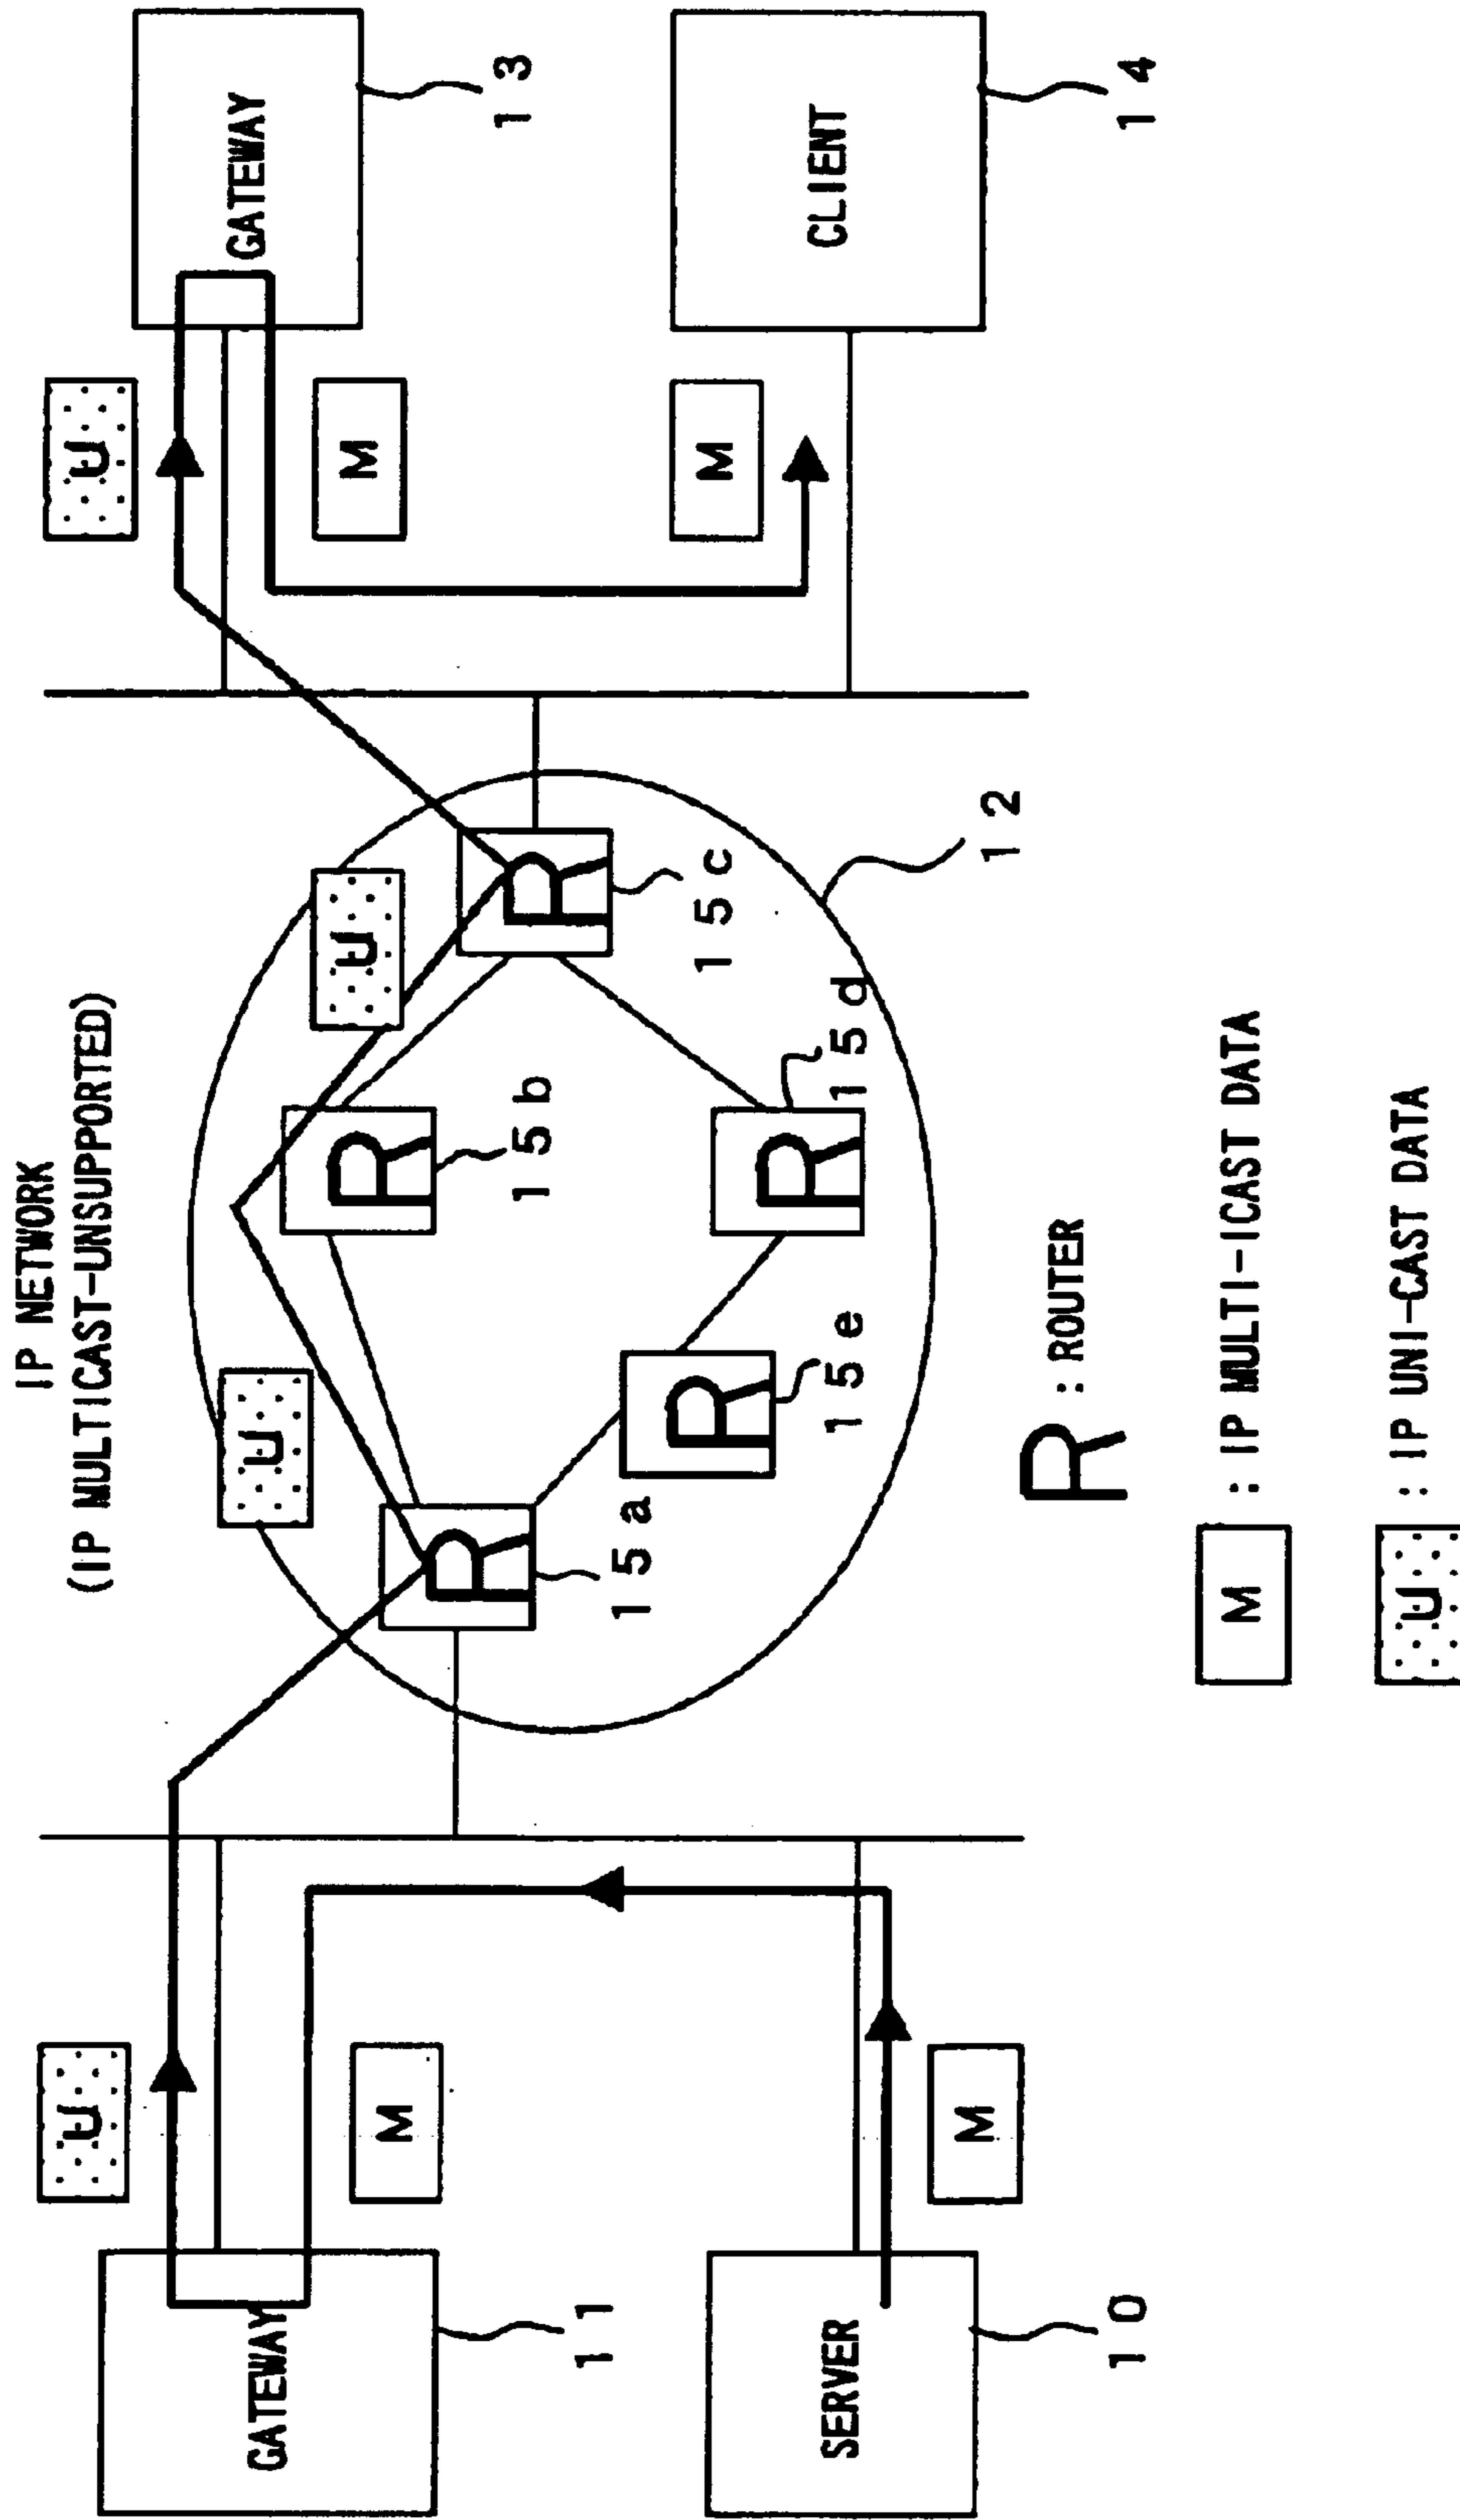 IP NETWORK
(IP MULTICAST-UNSUPPORTED)
GATEWAY
11
U
M
SERVER
10
M
U
U
R
15a
R
15b
R
15c
R
15d
R
15e
12
U
GATEWAY
13
M
M
CLIENT
14
R : ROUTER
M : IP MULTI-ICAST DATA
U : IP UNI-CAST DATA